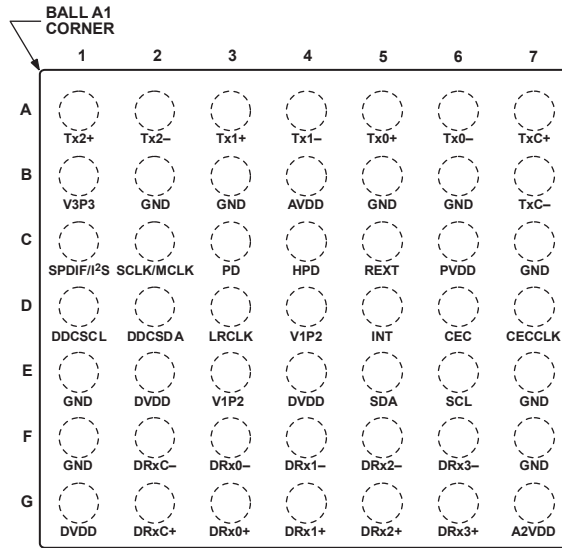 BALL A1
CORNER
1 2 3 4 5 6 7
A
Tx2+ Tx2– Tx1+ Tx1– Tx0+ Tx0– TxC+
B
V3P3 GND GND AVDD GND GND TxC–
C
SPDIF/I²S SCLK/MCLK PD HPD REXT PVDD GND
D
DDCSCL DDCSDA LRCLK V1P2 INT CEC CECCLK
E
GND DVDD V1P2 DVDD SDA SCL GND
F
GND DRxC– DRx0– DRx1– DRx2– DRx3– GND
G
DVDD DRxC+ DRx0+ DRx1+ DRx2+ DRx3+ A2VDD